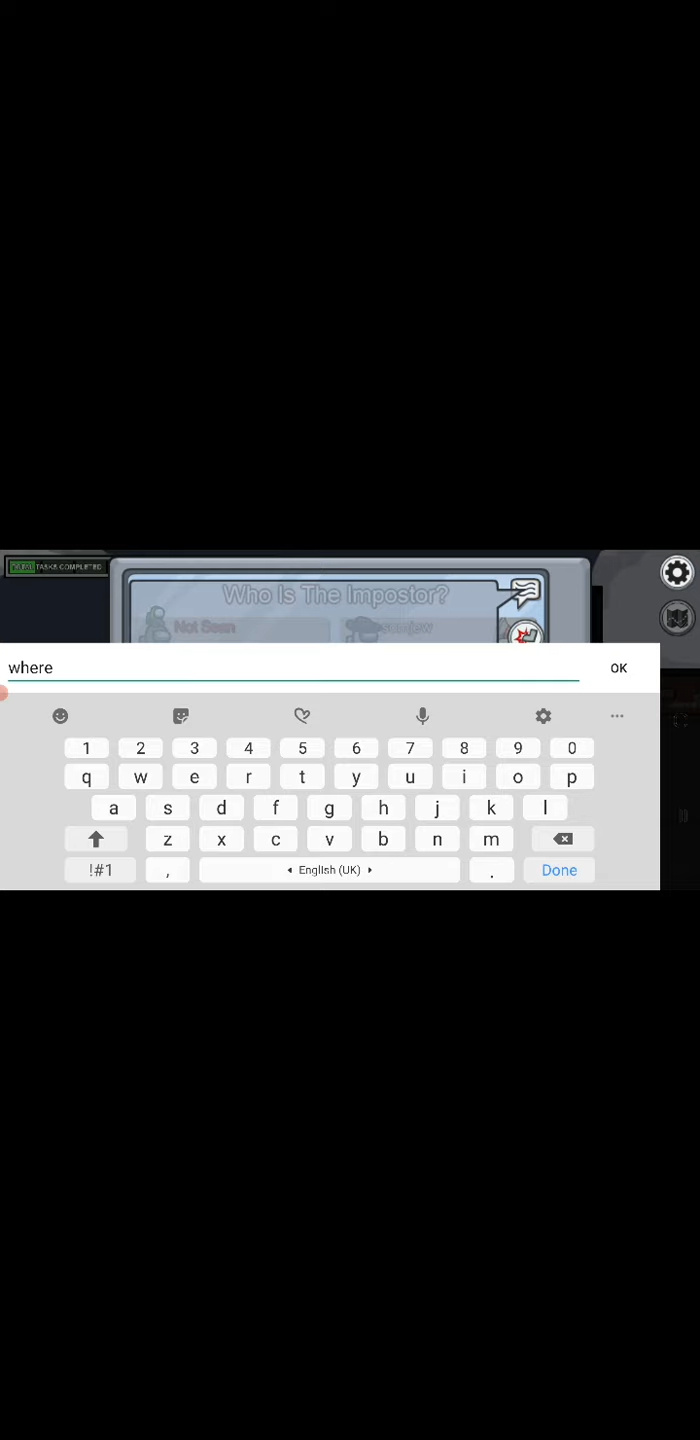 TASKS COMPLETED
Who Is The Impostor?
Not Seen
where
OK
1 2 3 4 5 6 7 8 9 0
q w e r t y u i o p
a s d f g h j k l
z x c v b n m
!#1 , English (UK) . Done